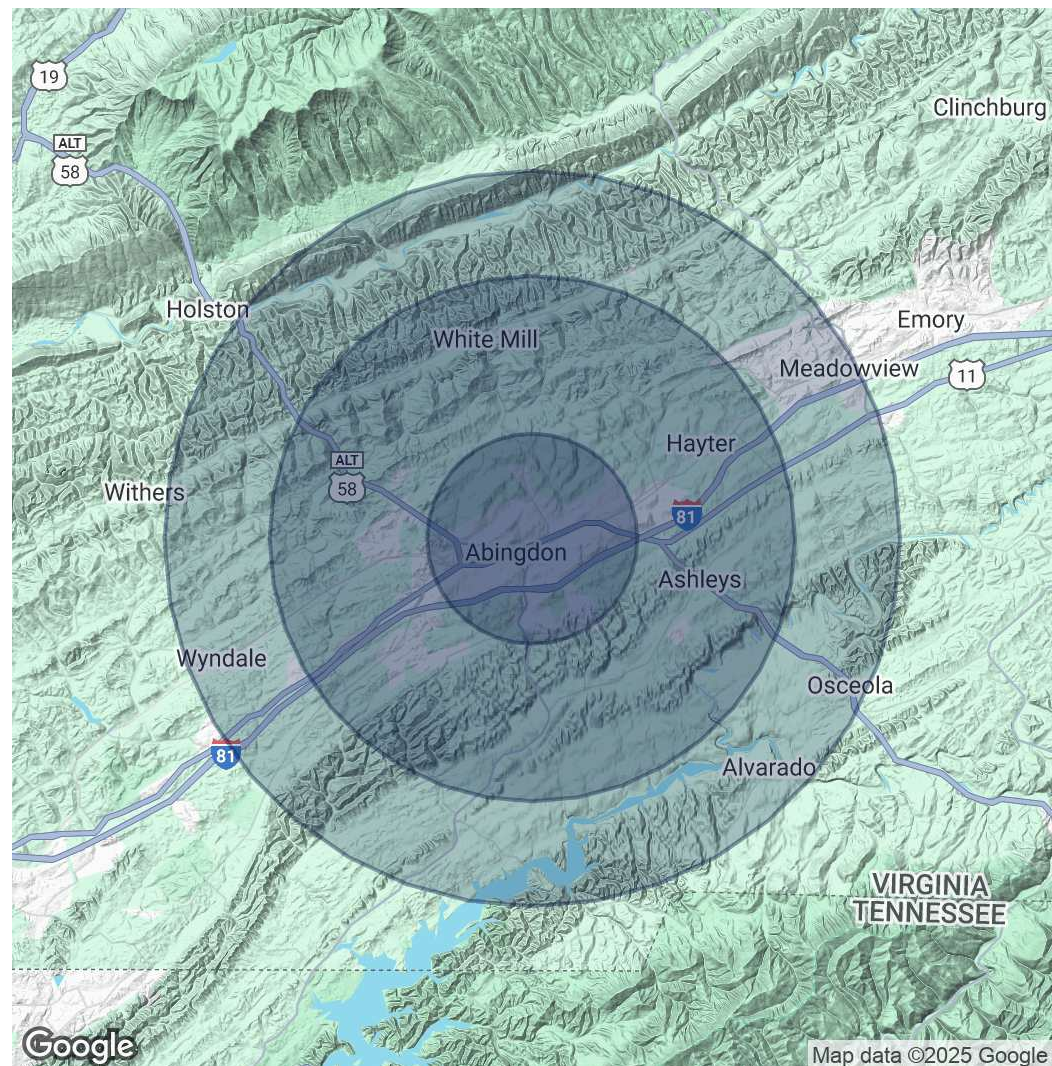 19
Clinchburg
ALT
58
Holston
Emory
White Mill
Meadowview
11
Hayter
ALT
58
Withers
81
Abingdon
Ashleys
Wyndale
Osceola
81
Alvarado
VIRGINIA
TENNESSEE
Google
Map data ©2025 Google